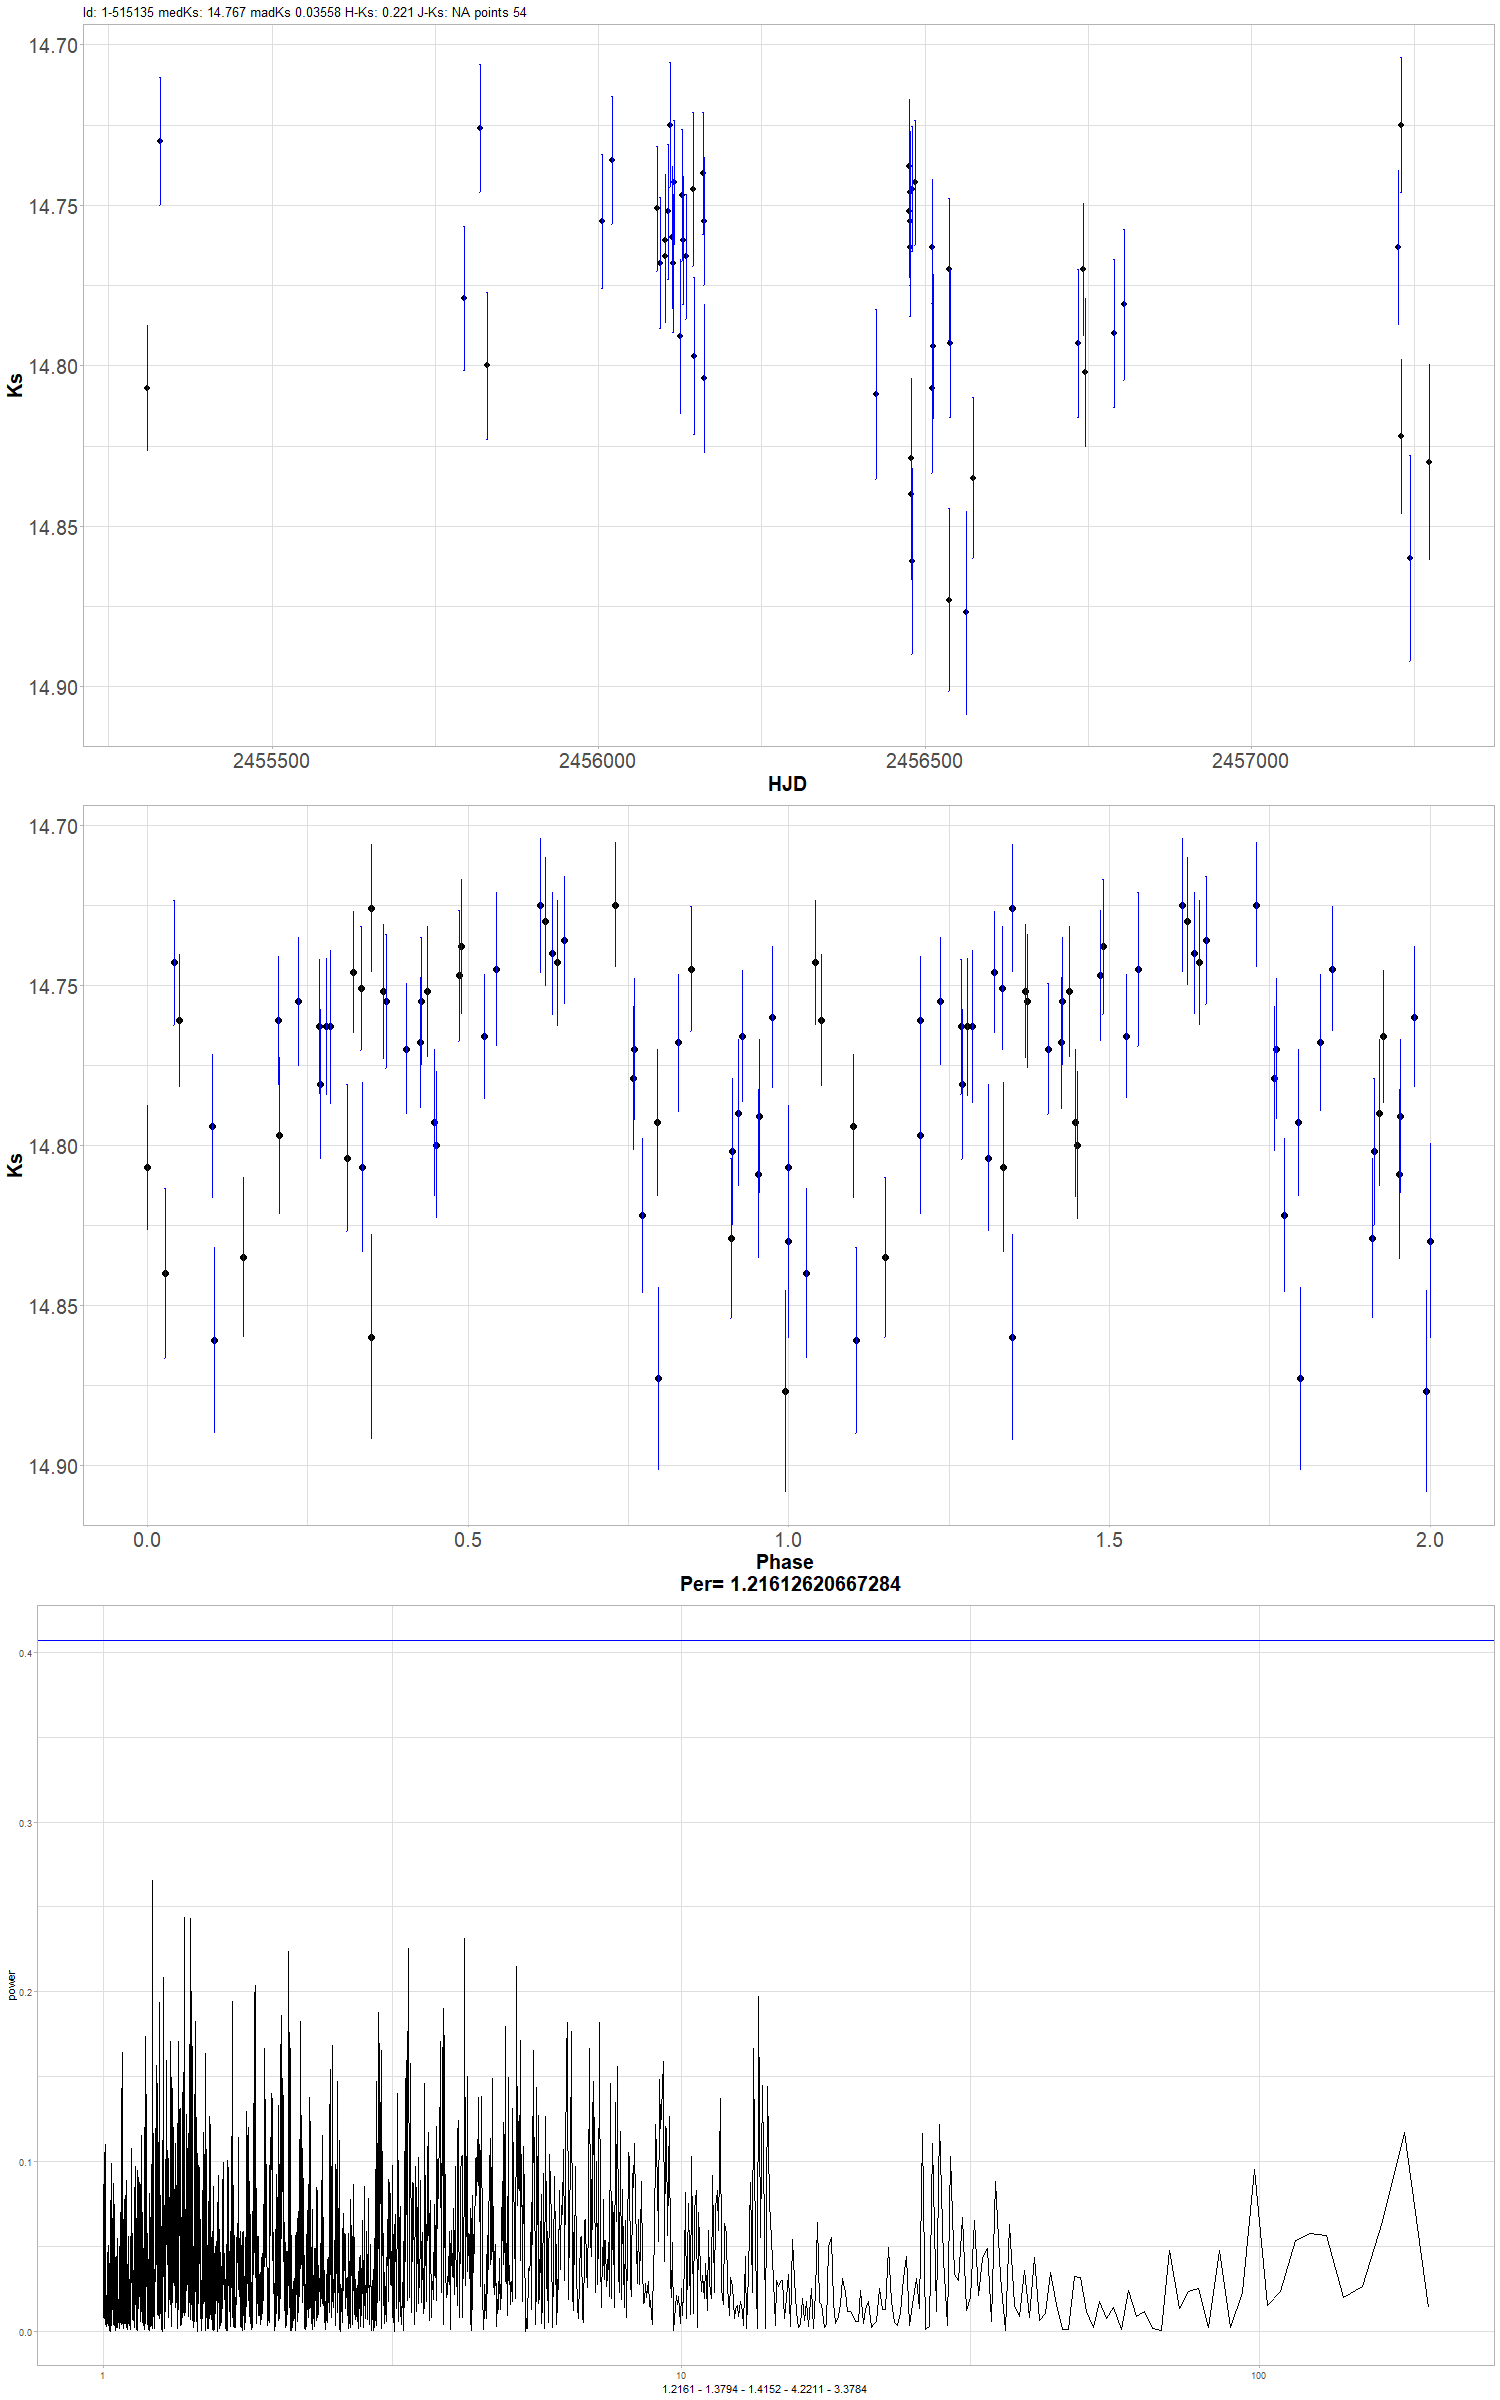 Id: 1-515135 medKs: 14.767 madKs 0.03558 H-Ks: 0.221 J-Ks: NA points 54
14.70
14.75
14.80
14.85
14.90
Ks
2455500 2456000 2456500 2457000
HJD
14.70
14.75
14.80
14.85
14.90
Ks
0.0 0.5 1.0 1.5 2.0
Phase
Per= 1.21612620667284
0.4
0.3
0.2
0.1
0.0
power
1 10 100
1.2161 - 1.3794 - 1.4152 - 4.2211 - 3.3784